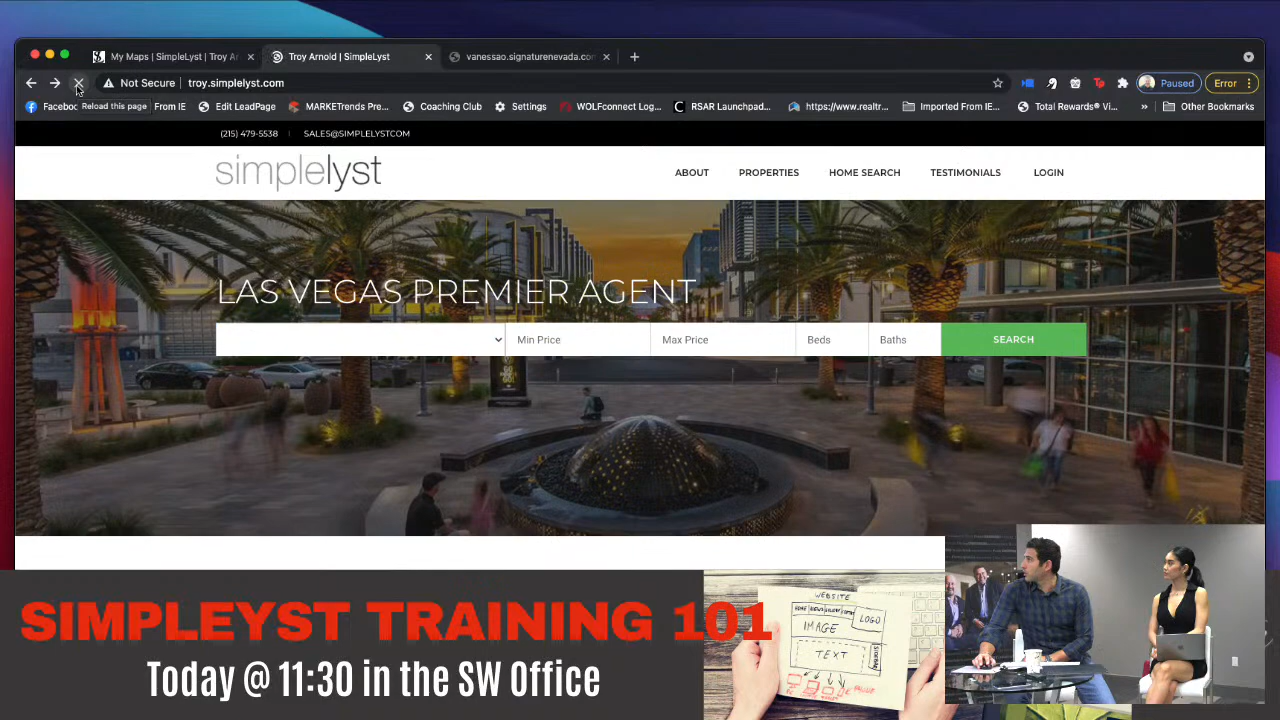 My Maps | SimpleLyst | Troy Ar
Troy Arnoid | SimpleLyst
vanessao.signaturenevada.com
Not Secure
troy.simplelyst.com
Paused
Error
Faceboo
Reload this page
From IE
Edit LeadPage
MARKETrends Pre...
Coaching Club
Settings
WOLFconnect Log...
RSAR Launchpad...
https://www.realtr...
Imported From IE...
Total Rewards® Vi...
Other Bookmarks
(215) 479-5538
SALES@SIMPLELYSTCOM
simplelyst
ABOUT
PROPERTIES
HOME SEARCH
TESTIMONIALS
LOGIN
LAS VEGAS PREMIER AGENT
Min Price
Max Price
Beds
Baths
SEARCH
SIMPLEYST TRAINING 101
Today @ 11:30 in the SW Office
WEBSITE
LOGO
IMAGE
TEXT